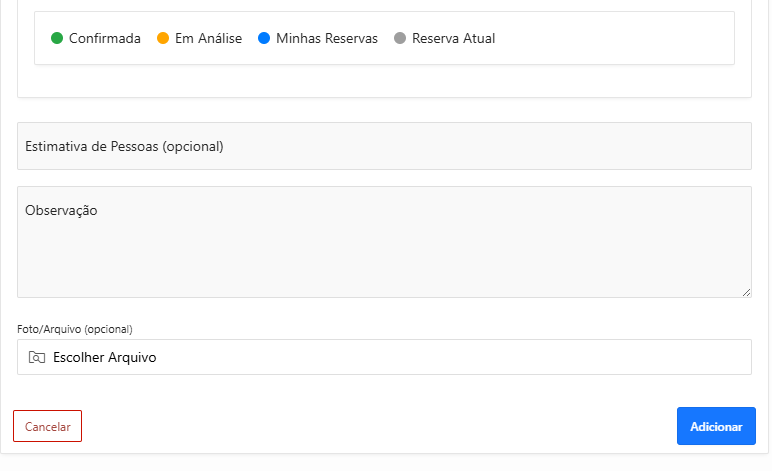 Confirmada Em Análise Minhas Reservas Reserva Atual
Estimativa de Pessoas (opcional)
Observação
Foto/Arquivo (opcional)
Escolher Arquivo
Cancelar Adicionar